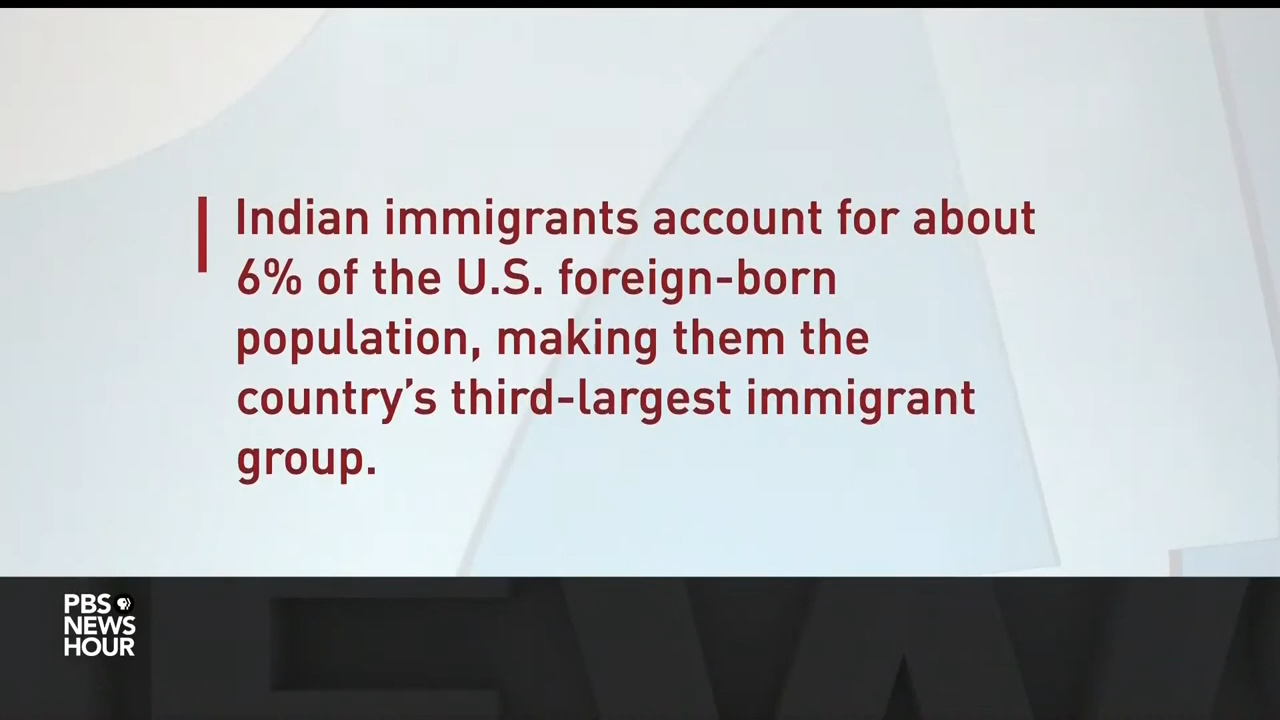 Indian immigrants account for about
6% of the U.S. foreign-born
population, making them the
country’s third-largest immigrant
group.
PBS
NEWS
HOUR